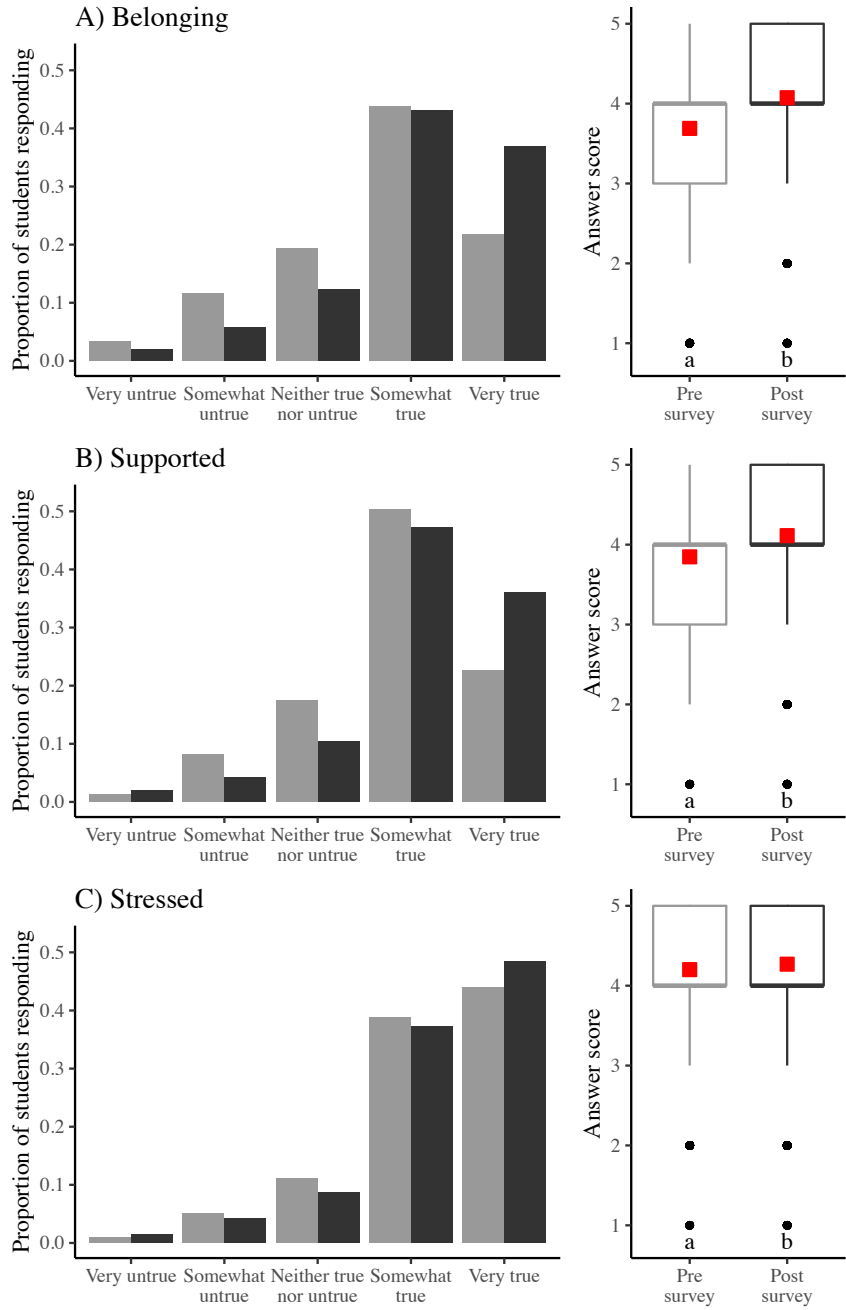 A) Belonging
Proportion of students responding
0.5
0.4
0.3
0.2
0.1
0.0
Very untrue
Somewhat
untrue
Neither true
nor untrue
Somewhat
true
Very true
Answer score
5
4
3
2
1
a
b
Pre
survey
Post
survey
B) Supported
Proportion of students responding
0.5
0.4
0.3
0.2
0.1
0.0
Very untrue
Somewhat
untrue
Neither true
nor untrue
Somewhat
true
Very true
Answer score
5
4
3
2
1
a
b
Pre
survey
Post
survey
C) Stressed
Proportion of students responding
0.5
0.4
0.3
0.2
0.1
0.0
Very untrue
Somewhat
untrue
Neither true
nor untrue
Somewhat
true
Very true
Answer score
5
4
3
2
1
a
b
Pre
survey
Post
survey